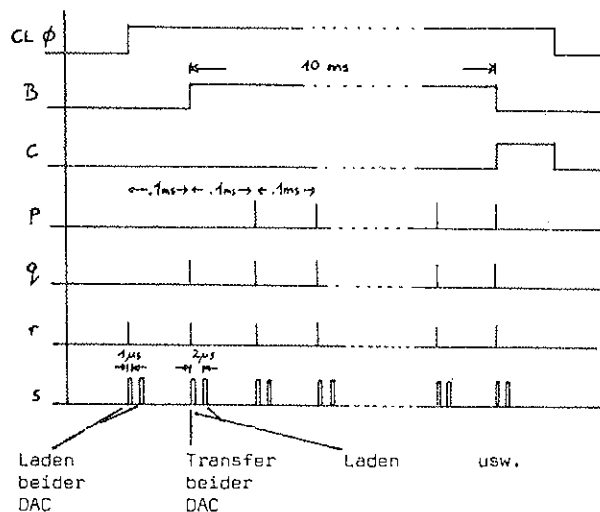 CL ϕ
10 ms
B
C
.1ms .1ms .1ms
P
q
r
1µs 2µs
s
Laden beider DAC
Transfer beider DAC
Laden
usw.